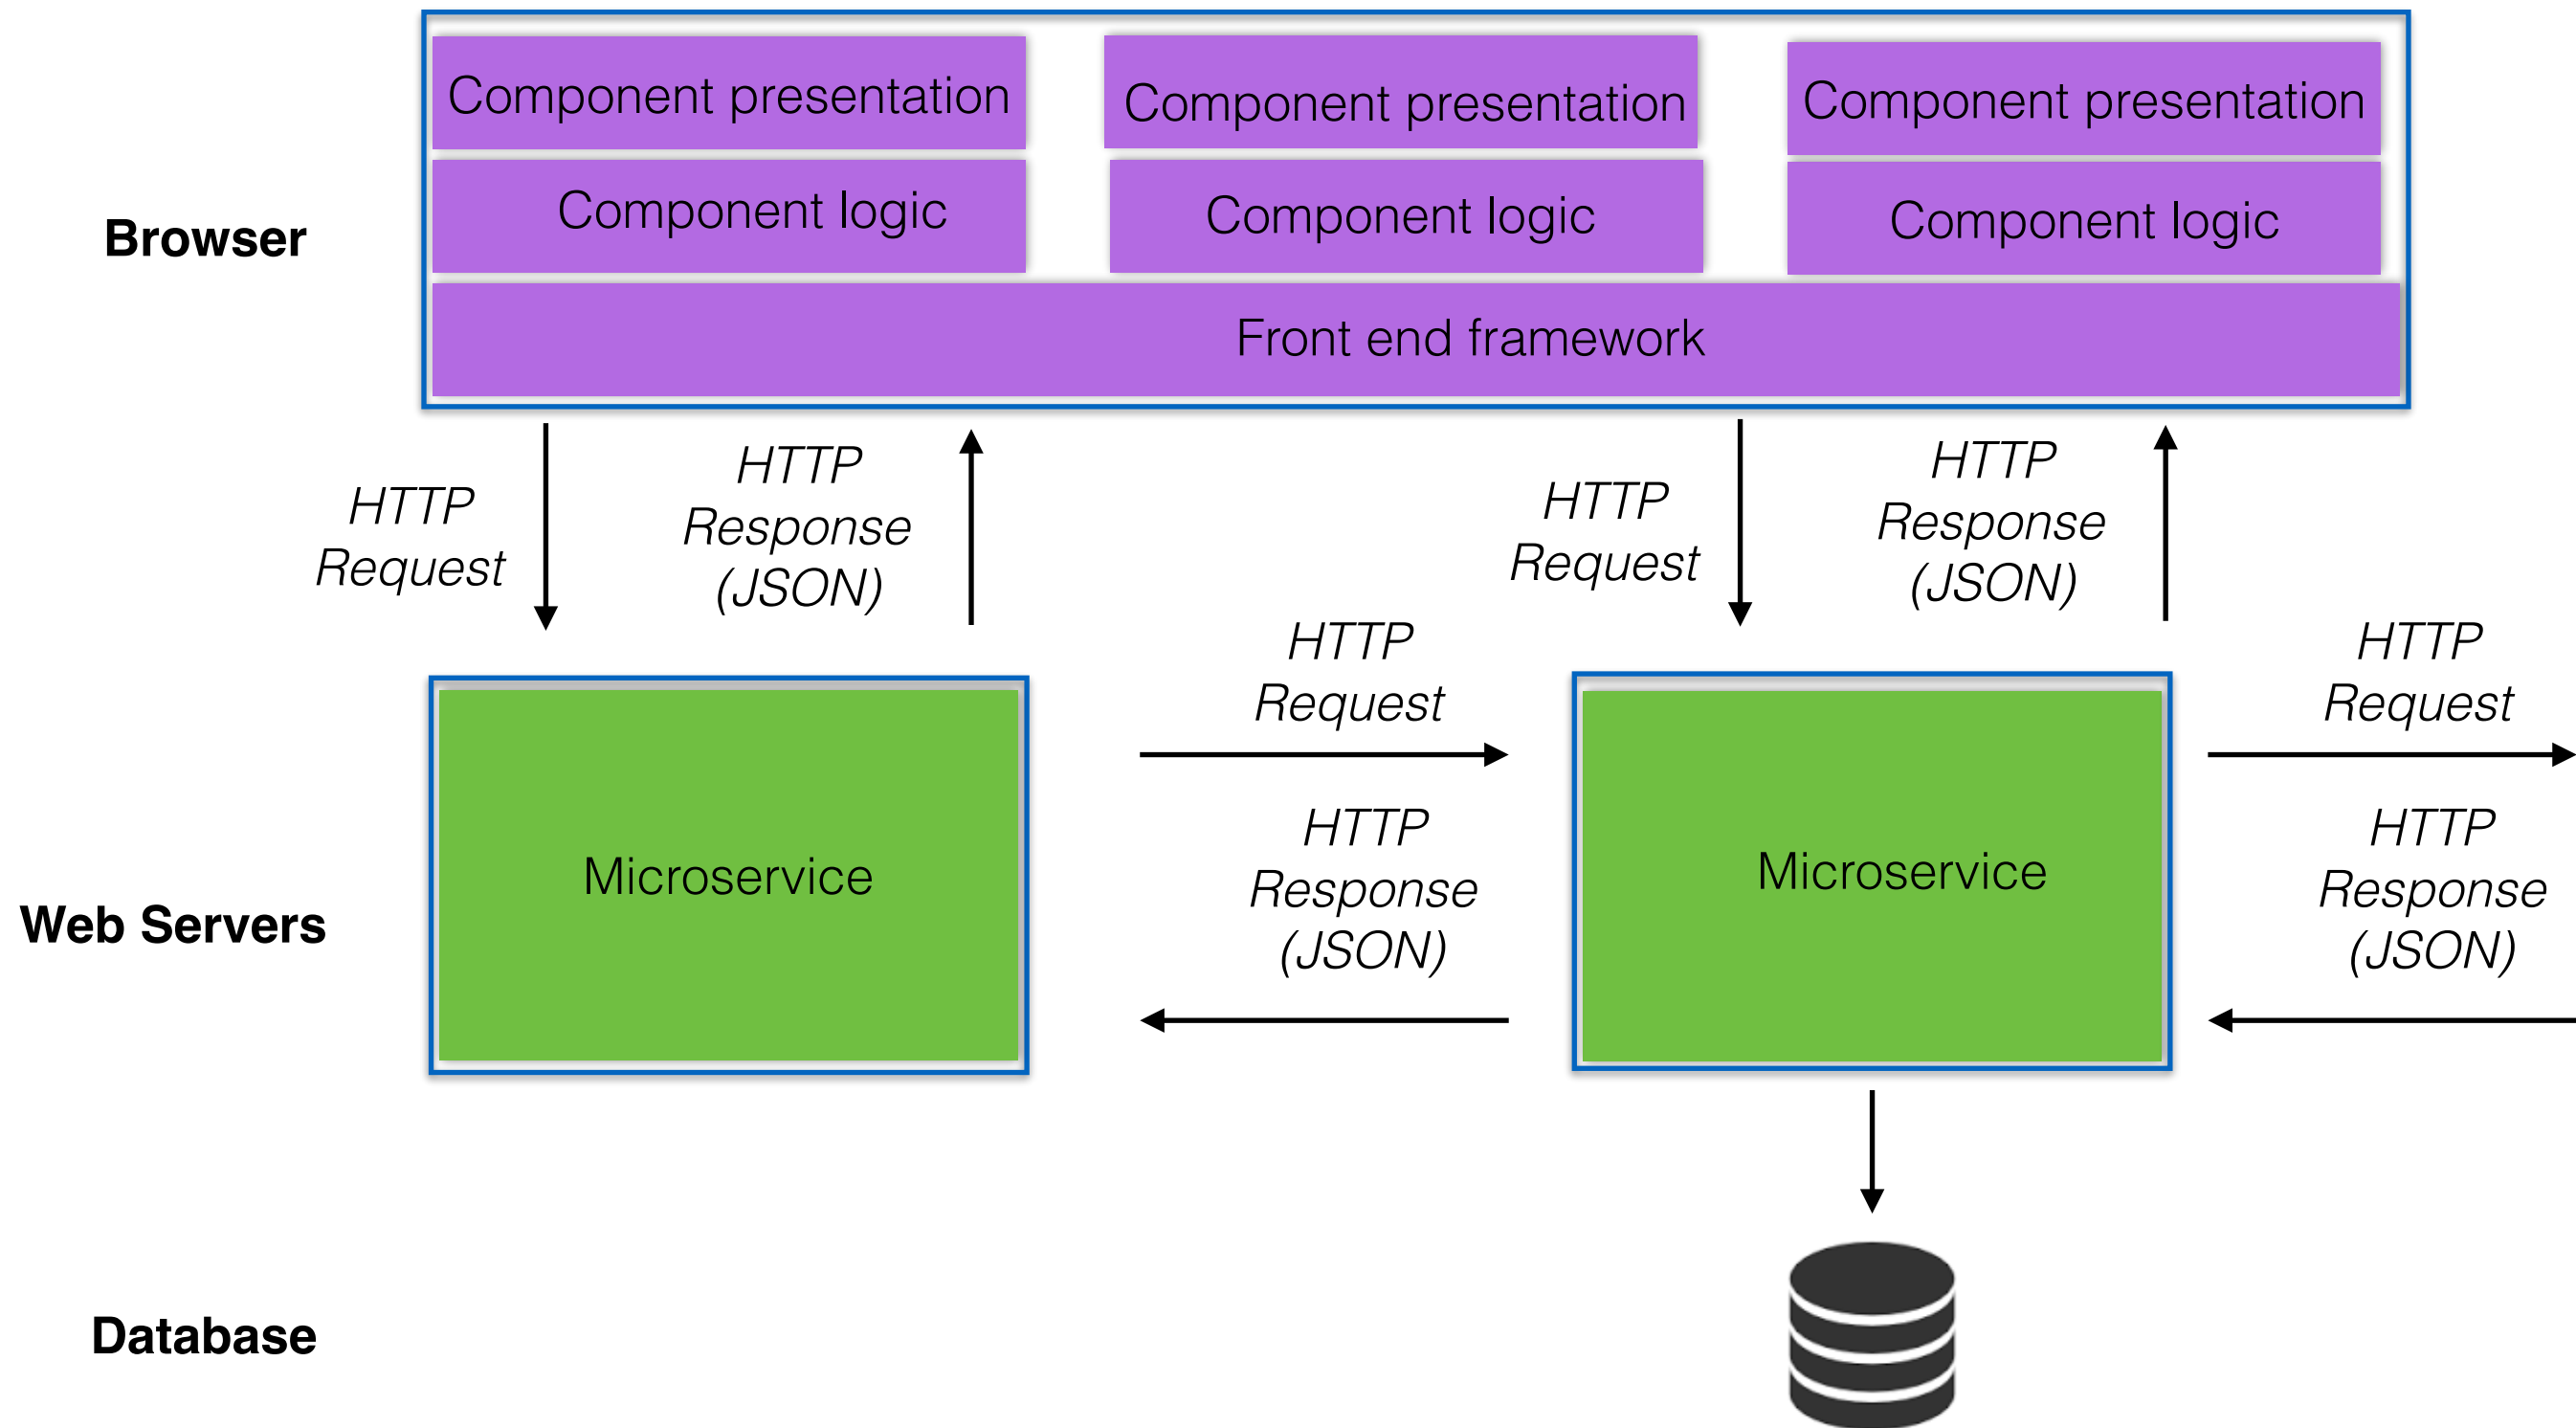 Component presentation
Component presentation
Component presentation
Browser
Component logic
Component logic
Component logic
Front end framework
HTTP
Request
HTTP
Response
(JSON)
HTTP
Request
HTTP
Response
(JSON)
HTTP
Request
HTTP
Request
Web Servers
Microservice
HTTP
Response
(JSON)
Microservice
HTTP
Response
(JSON)
Database